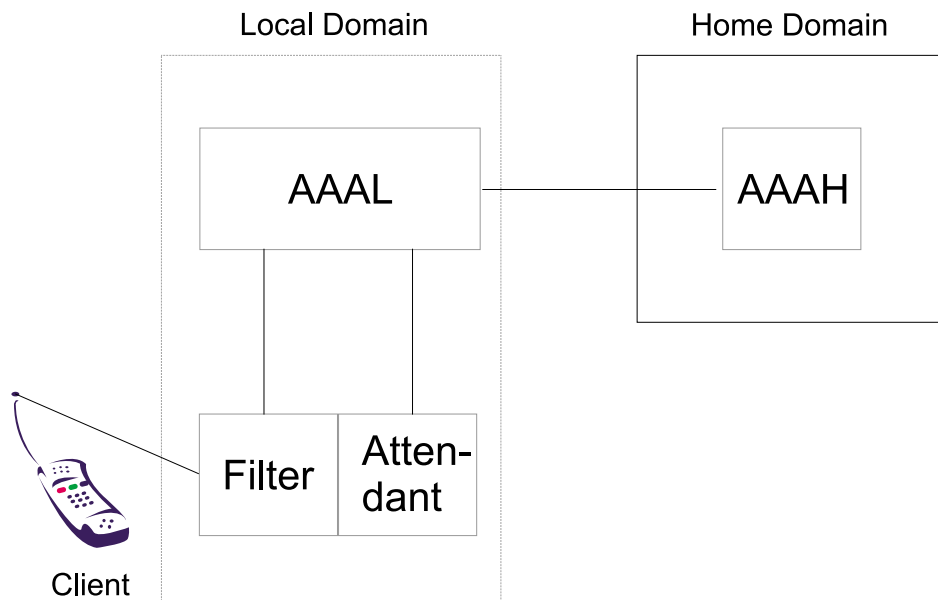 Local Domain
Home Domain
AAAL
AAAH
Filter
Atten-
dant
Client